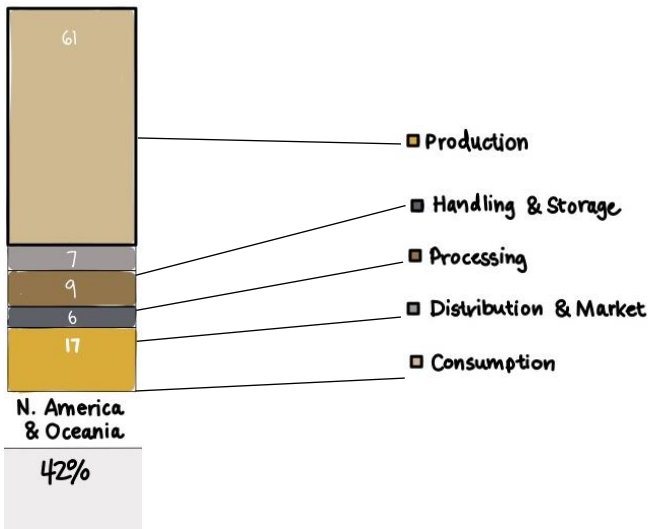 61
7
9
6
17
N. America
& Oceania
42%
Production
Handling & Storage
Processing
Distribution & Market
Consumption